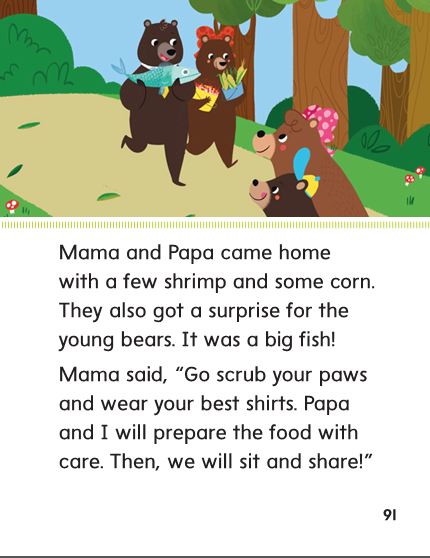 Mama and Papa came home
with a few shrimp and some corn.
They also got a surprise for the
young bears. It was a big fish!
Mama said, “Go scrub your paws
and wear your best shirts. Papa
and I will prepare the food with
care. Then, we will sit and share!”
91